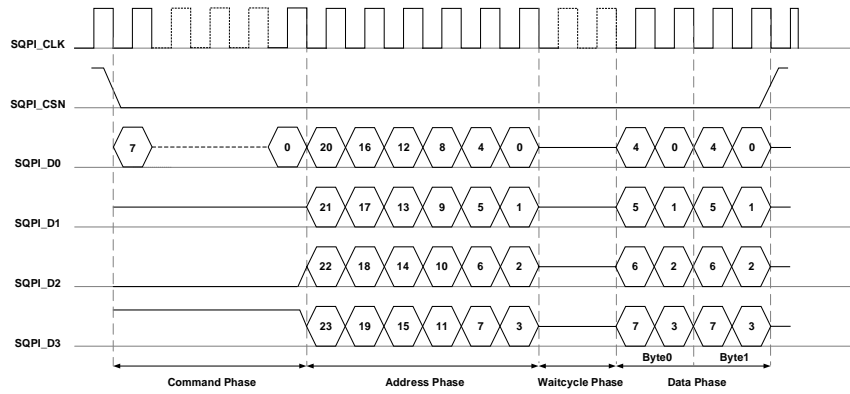 SQPI_CLK
SQPI_CSN
SQPI_D0 7 0 20 16 12 8 4 0 4 0 4 0
SQPI_D1 21 17 13 9 5 1 5 1 5 1
SQPI_D2 22 18 14 10 6 2 6 2 6 2
SQPI_D3 23 19 15 11 7 3 7 3 7 3
Byte0 Byte1
Command Phase Address Phase Waitcycle Phase Data Phase